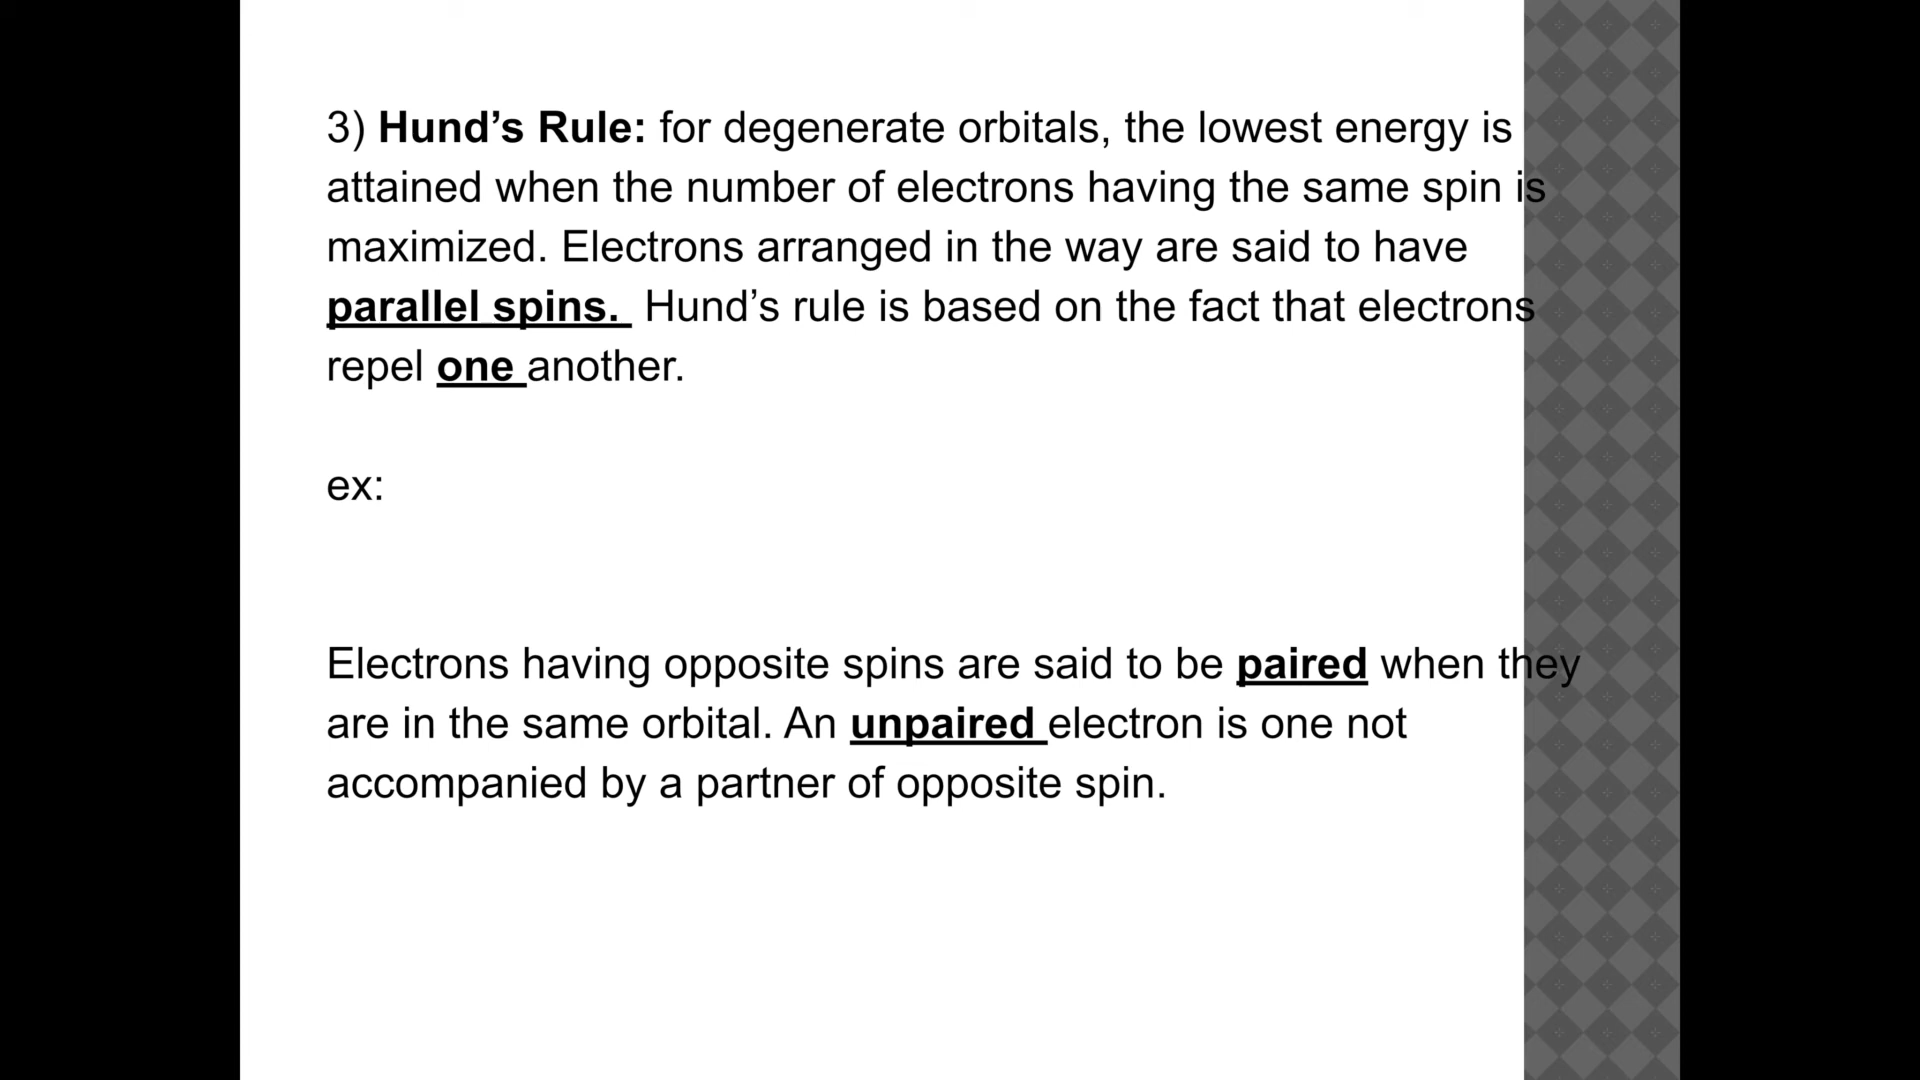 3) Hund’s Rule: for degenerate orbitals, the lowest energy is
attained when the number of electrons having the same spin is
maximized. Electrons arranged in the way are said to have
parallel spins. Hund’s rule is based on the fact that electrons
repel one another.
ex:
Electrons having opposite spins are said to be paired when they
are in the same orbital. An unpaired electron is one not
accompanied by a partner of opposite spin.